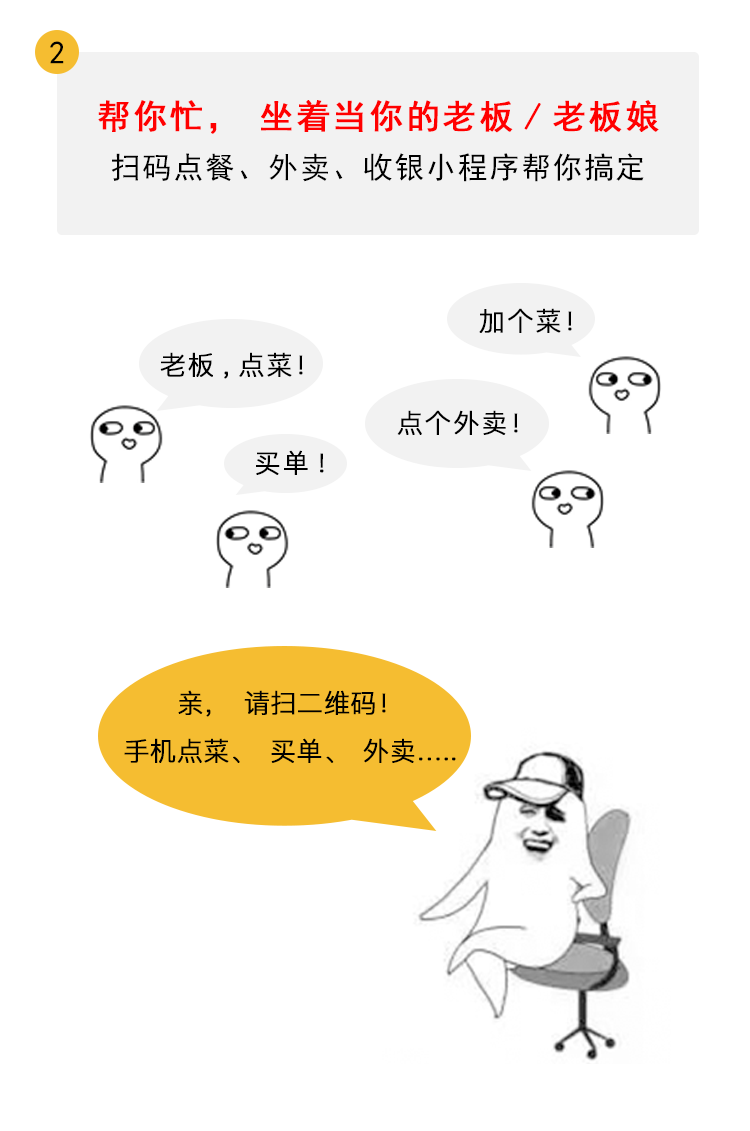 2
帮你忙， 坐着当你的老板/老板娘
扫码点餐、外卖、收银小程序帮你搞定
加个菜!
老板,点菜!
点个外卖!
买单!
亲， 请扫二维码!
手机点菜、 买单、 外卖.....